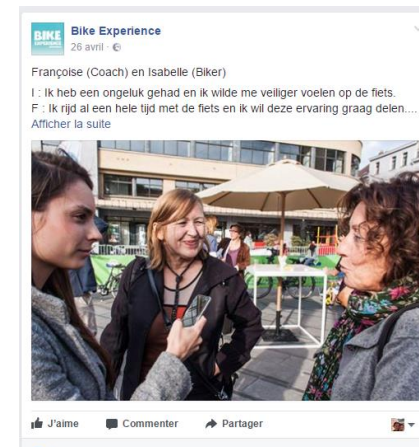 BIKE
EXPERIENCE
Bike Experience
26 avril ·
Françoise (Coach) en Isabelle (Biker)
I : Ik heb een ongeluk gehad en ik wilde me veiliger voelen op de fiets.
F : Ik rijd al een hele tijd met de fiets en ik wil deze ervaring graag delen....
Afficher la suite
J'aime Commenter Partager